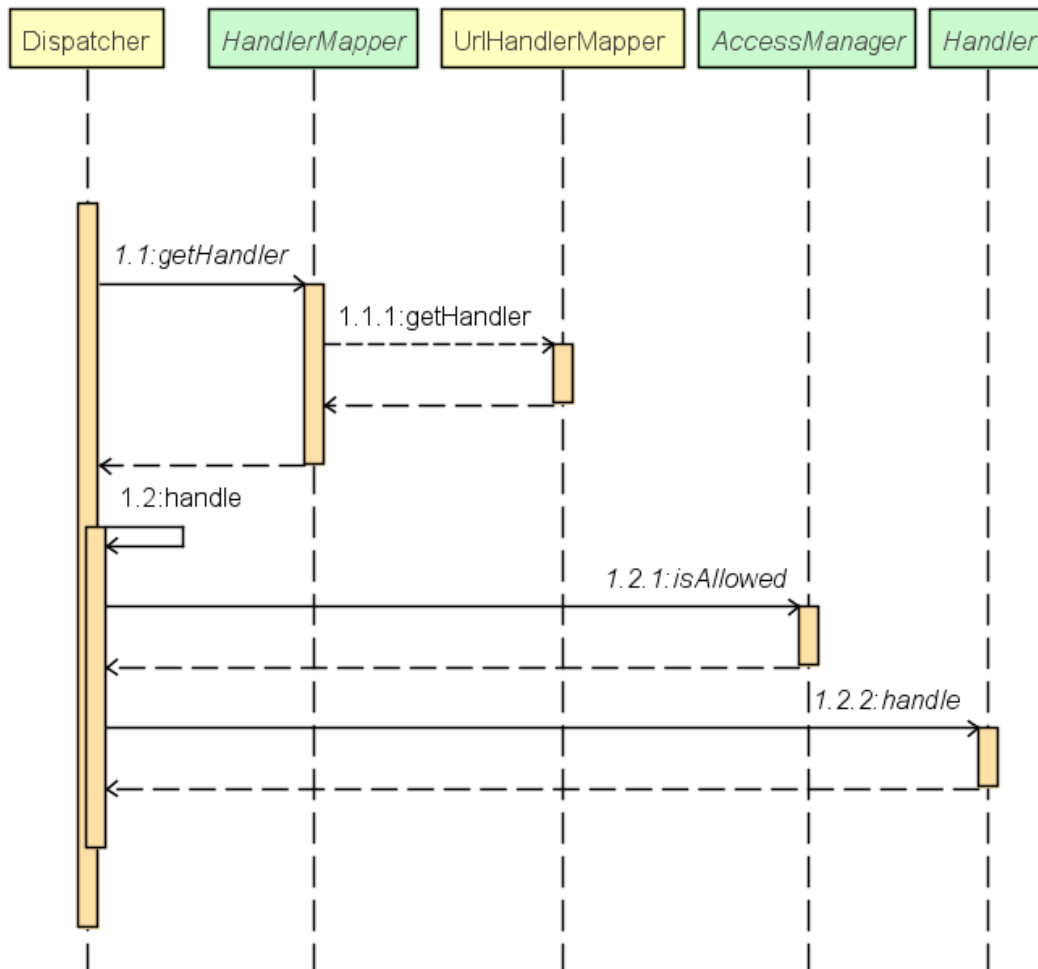 Dispatcher
HandlerMapper
UrlHandlerMapper
AccessManager
Handler
1.1:getHandler
1.1.1:getHandler
1.2:handle
1.2.1:isAllowed
1.2.2:handle